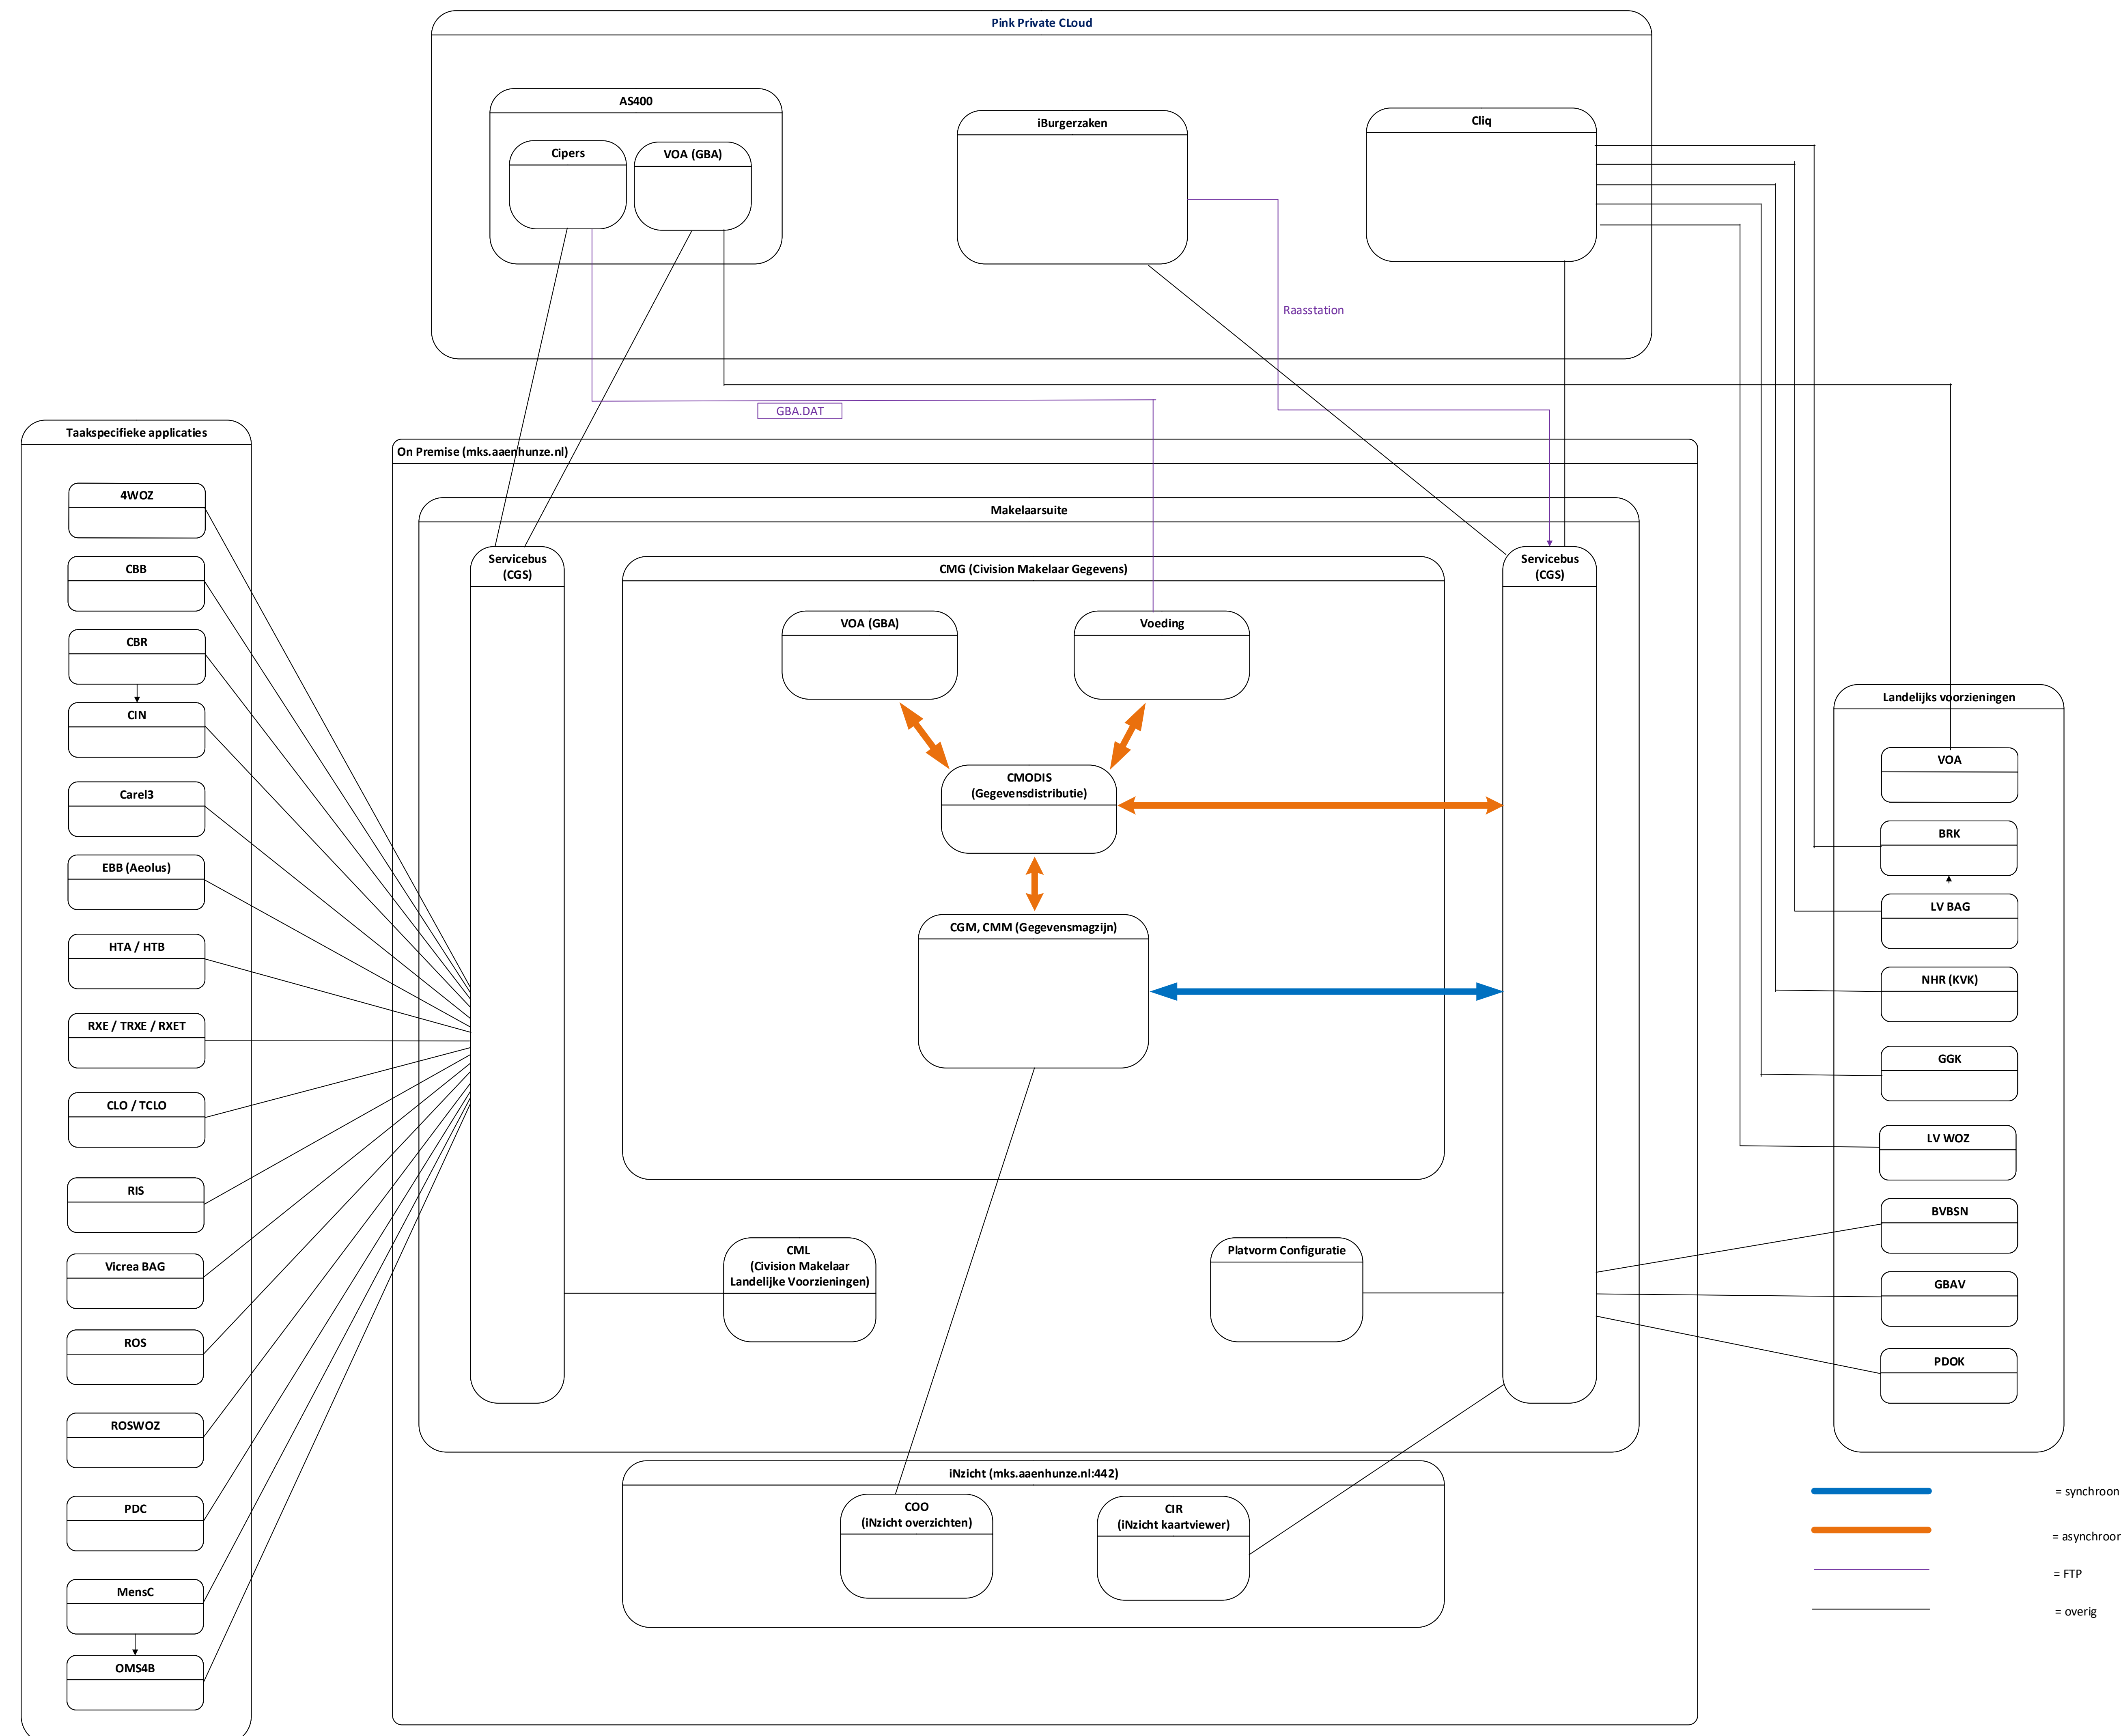 Pink Private CLoud
AS400
Cipers
VOA (GBA)
iBurgerzaken
Cliq
Raasstation
GBA.DAT
Taakspecifieke applicaties
4WOZ
CBB
CBR
CIN
Carel3
EBB (Aeolus)
HTA / HTB
RXE / TRXE / RXET
CLO / TCLO
RIS
Vicrea BAG
ROS
ROSWOZ
PDC
MensC
OMS4B
On Premise (mks.aaenhunze.nl)
Makelaarsuite
Servicebus
(CGS)
CMG (Civision Makelaar Gegevens)
VOA (GBA)
Voeding
CMODIS
(Gegevensdistributie)
CGM, CMM (Gegevensmagzijn)
CML
(Civision Makelaar
Landelijke Voorzieningen)
Platvorm Configuratie
Servicebus
(CGS)
iNzicht (mks.aaenhunze.nl:442)
COO
(iNzicht overzichten)
CIR
(iNzicht kaartviewer)
Landelijks voorzieningen
VOA
BRK
LV BAG
NHR (KVK)
GGK
LV WOZ
BVBSN
GBAV
PDOK
= synchroon
= asynchroon
= FTP
= overig